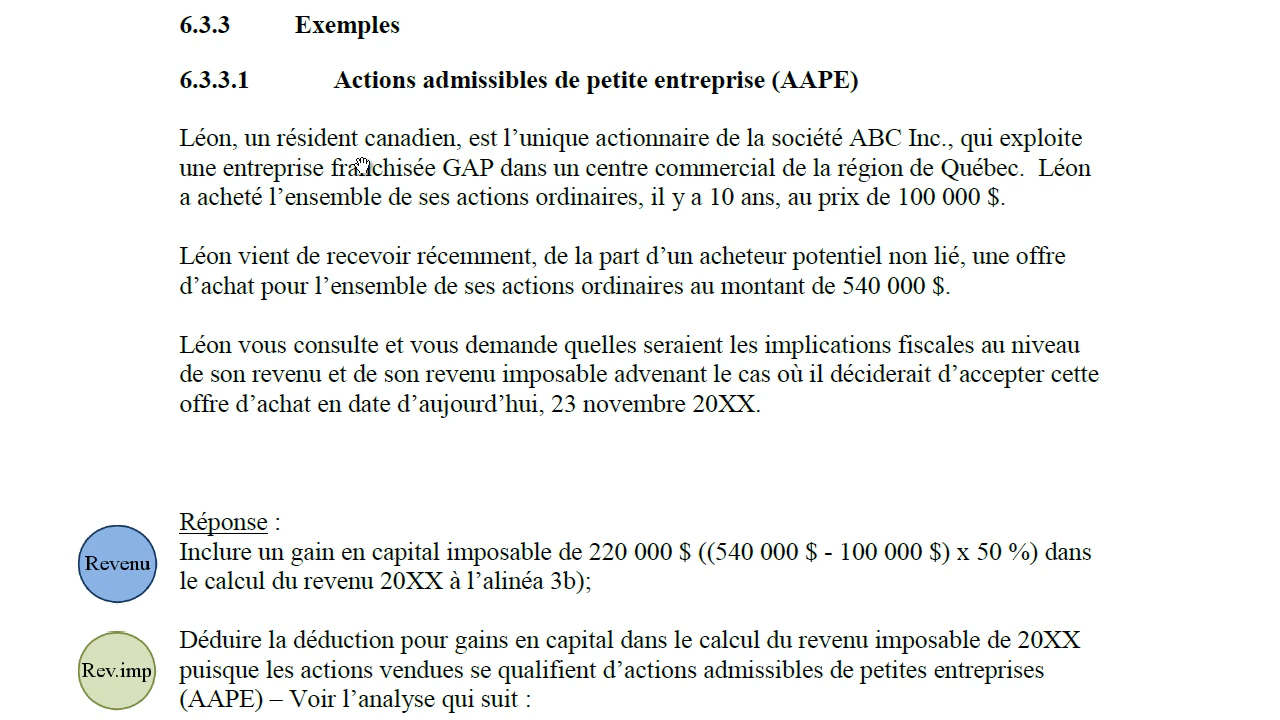 6.3.3 Exemples
6.3.3.1 Actions admissibles de petite entreprise (AAPE)
Léon, un résident canadien, est l’unique actionnaire de la société ABC Inc., qui exploite
une entreprise franchisée GAP dans un centre commercial de la région de Québec. Léon
a acheté l’ensemble de ses actions ordinaires, il y a 10 ans, au prix de 100 000 $.
Léon vient de recevoir récemment, de la part d’un acheteur potentiel non lié, une offre
d’achat pour l’ensemble de ses actions ordinaires au montant de 540 000 $.
Léon vous consulte et vous demande quelles seraient les implications fiscales au niveau
de son revenu et de son revenu imposable advenant le cas où il déciderait d’accepter cette
offre d’achat en date d’aujourd’hui, 23 novembre 20XX.
Réponse :
Revenu
Inclure un gain en capital imposable de 220 000 $ ((540 000 $ - 100 000 $) x 50 %) dans
le calcul du revenu 20XX à l’alinéa 3b);
Rev.imp
Déduire la déduction pour gains en capital dans le calcul du revenu imposable de 20XX
puisque les actions vendues se qualifient d’actions admissibles de petites entreprises
(AAPE) – Voir l’analyse qui suit :